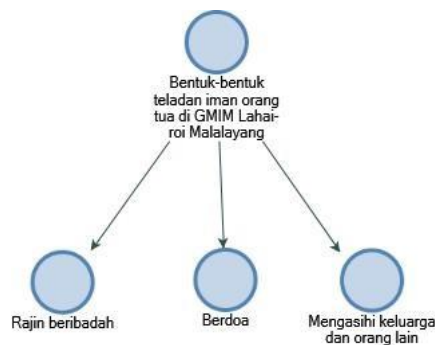 Bentuk-bentuk
teladan iman orang
tua di GMIM Lahai-
roi Malalayang
Rajin beribadah
Berdoa
Mengasihi keluarga
dan orang lain